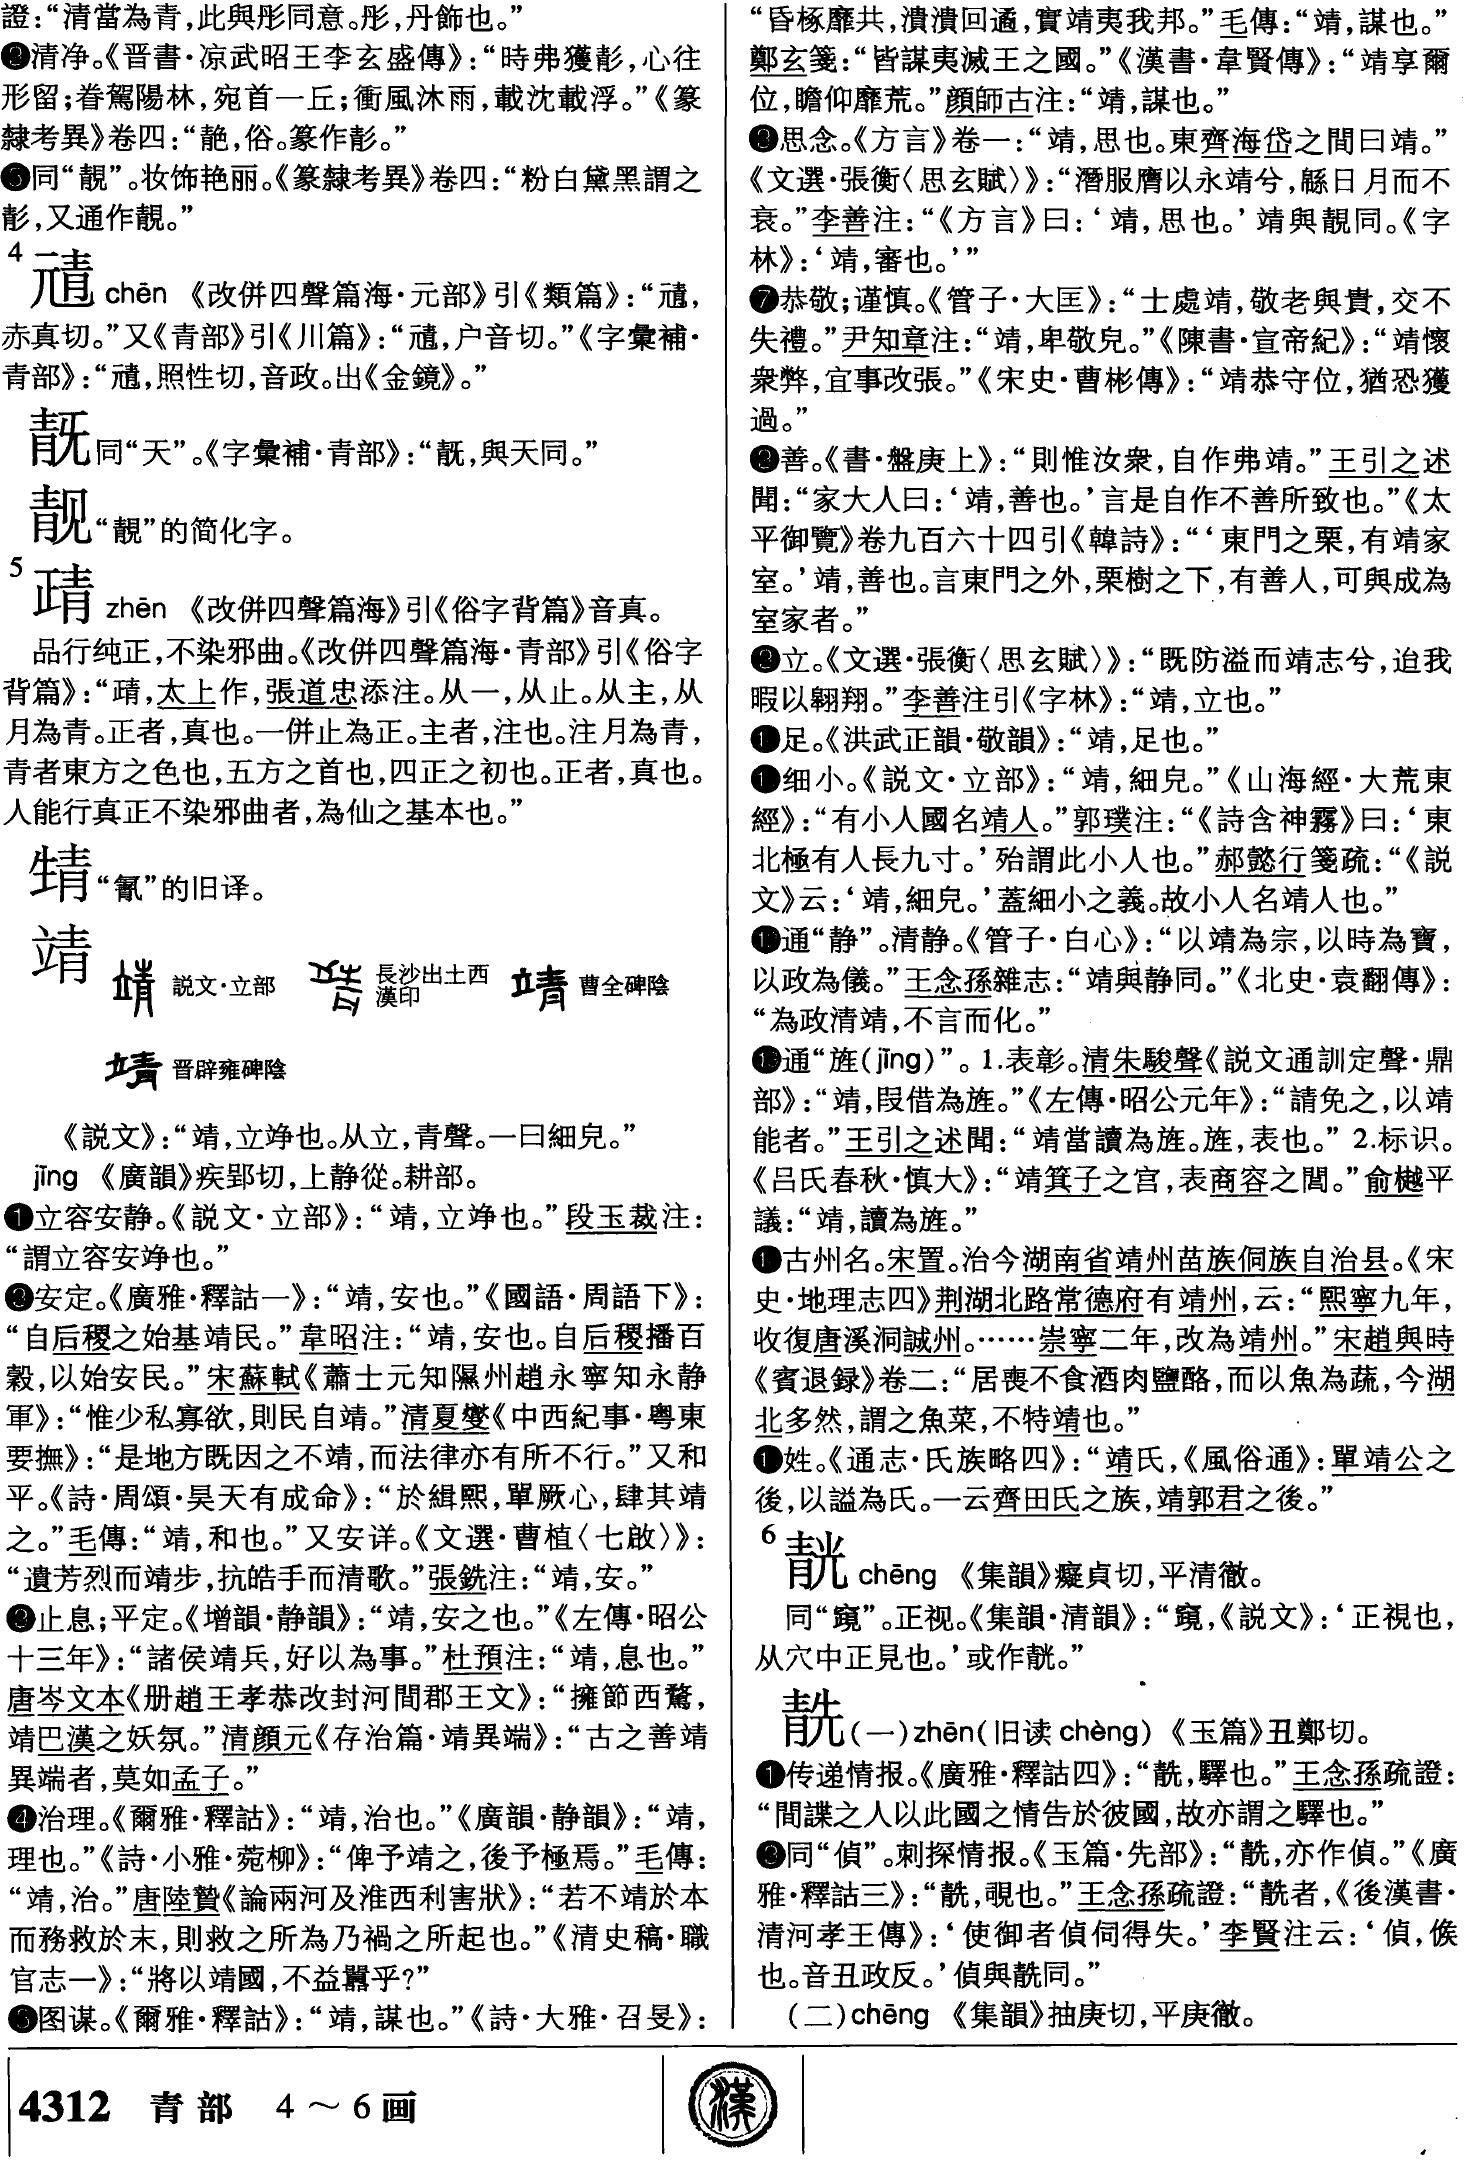 證：“清當為青，此與彤同意。彤，丹飾也。”
❷清净。《晋書·凉武昭王李玄盛傳》：“時弗獲彰，心往
形留；眷駕陽林，宛首一丘；衝風沐雨，載沈載浮。”《篆
隸考異》卷四：“䒌，俗。篆作彰。”
❸同“靚”。妆饰艳丽。《篆隸考異》卷四：“粉白黛黑謂之
彰，又通作靚。”
4
chēn 《改併四聲篇海·元部》引《類篇》：“靔，
赤真切。”又《青部》引《川篇》：“靔，户音切。”《字彙補·
青部》：“靔，照性切，音政。出《金鏡》。”
靝同“天”。《字彙補·青部》：“靝，與天同。”
靓“靚”的简化字。
5
zhēn 《改併四聲篇海》引《俗字背篇》音真。
品行纯正，不染邪曲。《改併四聲篇海·青部》引《俗字
背篇》：“，太上作，張道忠添注。从一，从止。从主，从
月為青。正者，真也。一併止為正。主者，注也。注月為青，
青者東方之色也，五方之首也，四正之初也。正者，真也。
人能行真正不染邪曲者，為仙之基本也。”
“氰”的旧译。
靖 説文·立部 長沙出土西漢印 曹全碑陰
晋辟雍碑陰
《説文》：“靖，立竫也。从立，青聲。一曰細皃。”
jìng 《廣韻》疾郢切，上静從。耕部。
❶立容安静。《説文·立部》：“靖，立竫也。”段玉裁注：
“謂立容安竫也。”
❷安定。《廣雅·釋詁一》：“靖，安也。”《國語·周語下》：
“自后稷之始基靖民。”韋昭注：“靖，安也。自后稷播百
穀，以始安民。”宋蘇軾《蕭士元知隰州趙永寧知永静
軍》：“惟少私寡欲，則民自靖。”清夏燮《中西紀事·粤東
要撫》：“是地方既因之不靖，而法律亦有所不行。”又和
平。《詩·周頌·昊天有成命》：“於緝熙，單厥心，肆其靖
之。”毛傳：“靖，和也。”又安详。《文選·曹植〈七啟〉》：
“遺芳烈而靖步，抗皓手而清歌。”張銑注：“靖，安。”
❸止息；平定。《增韻·静韻》：“靖，安之也。”《左傳·昭公
十三年》：“諸侯靖兵，好以為事。”杜預注：“靖，息也。”
唐岑文本《册趙王孝恭改封河間郡王文》：“擁節西騖，
靖巴漢之妖氛。”清顔元《存治篇·靖異端》：“古之善靖
異端者，莫如孟子。”
❹治理。《爾雅·釋詁》：“靖，治也。”《廣韻·静韻》：“靖，
理也。”《詩·小雅·菀柳》：“俾予靖之，後予極焉。”毛傳：
“靖，治。”唐陸贄《論兩河及淮西利害狀》：“若不靖於本
而務救於末，則救之所為乃禍之所起也。”《清史稿·職
官志一》：“將以靖國，不益囂乎？”
❺图谋。《爾雅·釋詁》：“靖，謀也。”《詩·大雅·召旻》：
“昏椓靡共，潰潰回遹，實靖夷我邦。”毛傳：“靖，謀也。”
鄭玄箋：“皆謀夷滅王之國。”《漢書·韋賢傳》：“靖享爾
位，瞻仰靡荒。”顔師古注：“靖，謀也。”
❻思念。《方言》卷一：“靖，思也。東齊海岱之間曰靖。”
《文選·張衡〈思玄賦〉》：“潛服膺以永靖兮，緜日月而不
衰。”李善注：“《方言》曰：‘靖，思也。’靖與靚同。《字
林》：‘靖，審也。’”
❼恭敬；谨慎。《管子·大匡》：“士處靖，敬老與貴，交不
失禮。”尹知章注：“靖，卑敬皃。”《陳書·宣帝紀》：“靖懷
衆弊，宜事改張。”《宋史·曹彬傳》：“靖恭守位，猶恐獲
過。”
❽善。《書·盤庚上》：“則惟汝衆，自作弗靖。”王引之述
聞：“家大人曰：‘靖，善也。’言是自作不善所致也。”《太
平御覽》卷九百六十四引《韓詩》：“‘東門之栗，有靖家
室。’靖，善也。言東門之外，栗樹之下，有善人，可與成為
室家者。”
❾立。《文選·張衡〈思玄賦〉》：“既防溢而靖志兮，迨我
暇以翱翔。”李善注引《字林》：“靖，立也。”
❿足。《洪武正韻·敬韻》：“靖，足也。”
⓫细小。《説文·立部》：“靖，細皃。”《山海經·大荒東
經》：“有小人國名靖人。”郭璞注：“《詩含神霧》曰：‘東
北極有人長九寸。’殆謂此小人也。”郝懿行箋疏：“《説
文》云：‘靖，細皃。’蓋細小之義。故小人名靖人也。”
⓬通“静”。清静。《管子·白心》：“以靖為宗，以時為寶，
以政為儀。”王念孫雜志：“靖與静同。”《北史·袁翻傳》：
“為政清靖，不言而化。”
⓭通“旌(jīng)”。1.表彰。清朱駿聲《説文通訓定聲·鼎
部》：“靖，叚借為旌。”《左傳·昭公元年》：“請免之，以靖
能者。”王引之述聞：“靖當讀為旌。旌，表也。” 2.标识。
《吕氏春秋·慎大》：“靖箕子之宫，表商容之閭。”俞樾平
議：“靖，讀為旌。”
⓮古州名。宋置。治今湖南省靖州苗族侗族自治县。《宋
史·地理志四》荆湖北路常德府有靖州，云：“熙寧九年，
收復唐溪洞誠州。……崇寧二年，改為靖州。”宋趙與時
《賓退録》卷二：“居喪不食酒肉鹽酪，而以魚為蔬，今湖
北多然，謂之魚菜，不特靖也。”
⓯姓。《通志·氏族略四》：“靖氏，《風俗通》：單靖公之
後，以謚為氏。一云齊田氏之族，靖郭君之後。”
6
chēng 《集韻》癡貞切，平清徹。
同“竀”。正视。《集韻·清韻》：“竀，《説文》：‘正視也，
从穴中正見也。’或作。”
(一)zhēn(旧读chèng) 《玉篇》丑鄭切。
❶传递情报。《廣雅·釋詁四》：“，驛也。”王念孫疏證：
“間諜之人以此國之情告於彼國，故亦謂之驛也。”
❷同“偵”。刺探情报。《玉篇·先部》：“，亦作偵。”《廣
雅·釋詁三》：“，覗也。”王念孫疏證：“者，《後漢書·
清河孝王傳》：‘使御者偵伺得失。’李賢注云：‘偵，候
也。音丑政反。’偵與同。”
(二)chēng 《集韻》抽庚切，平庚徹。
4312 青部 4～6画
漢